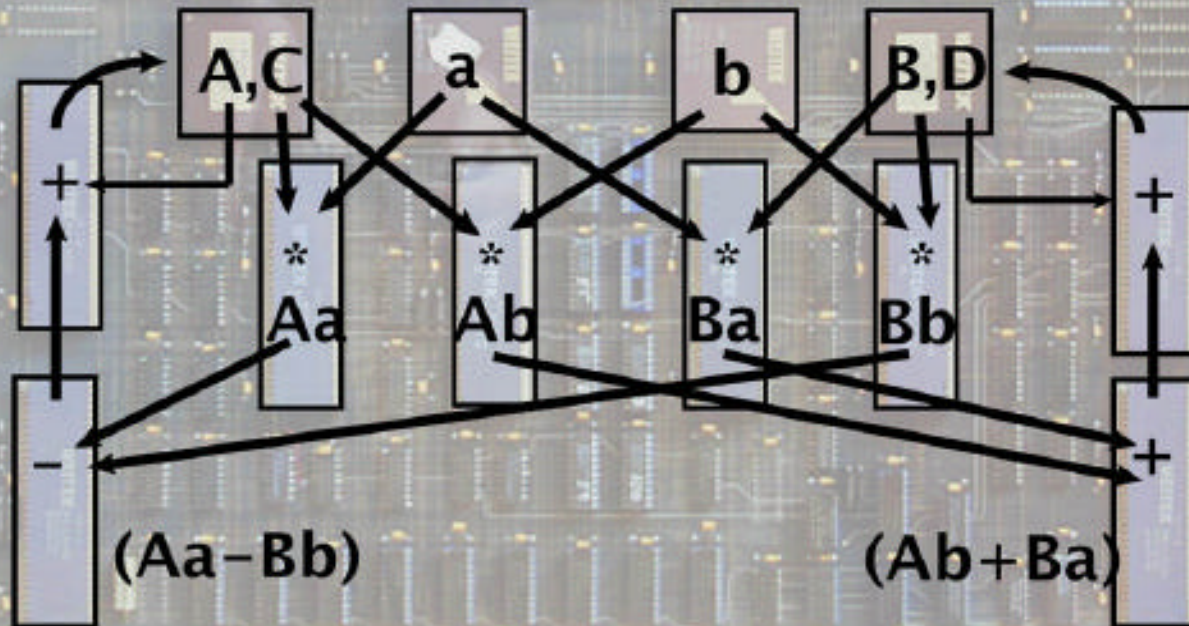 A,C a b B,D
+ +
* * * *
Aa Ab Ba Bb
- +
(Aa-Bb) (Ab+Ba)